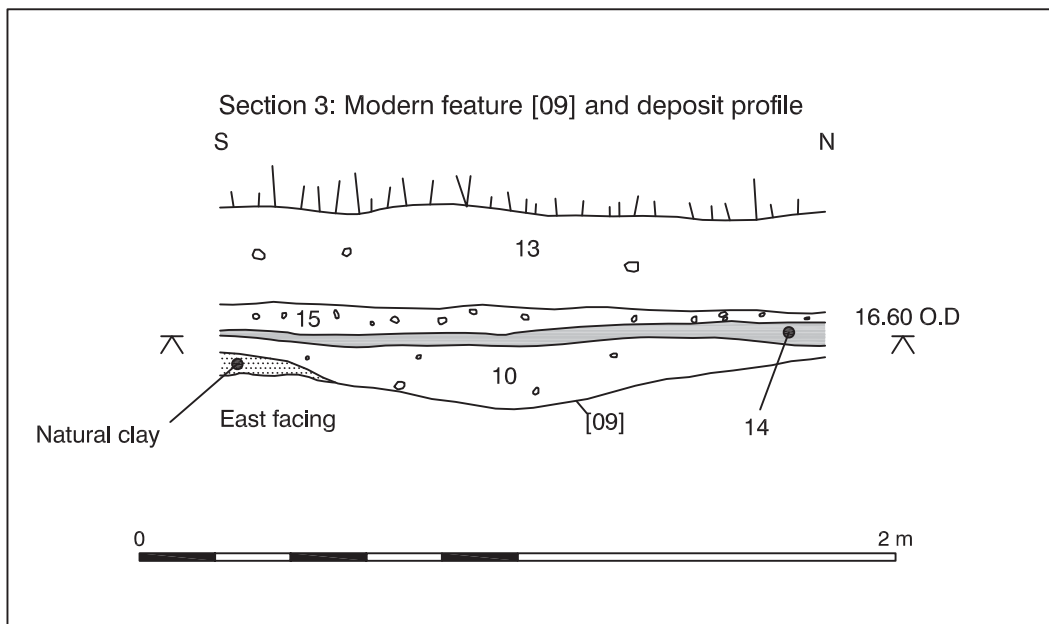 Section 3: Modern feature [09] and deposit profile
S
N
13
15
16.60 O.D
10
Natural clay
East facing
[09]
14
0
2 m